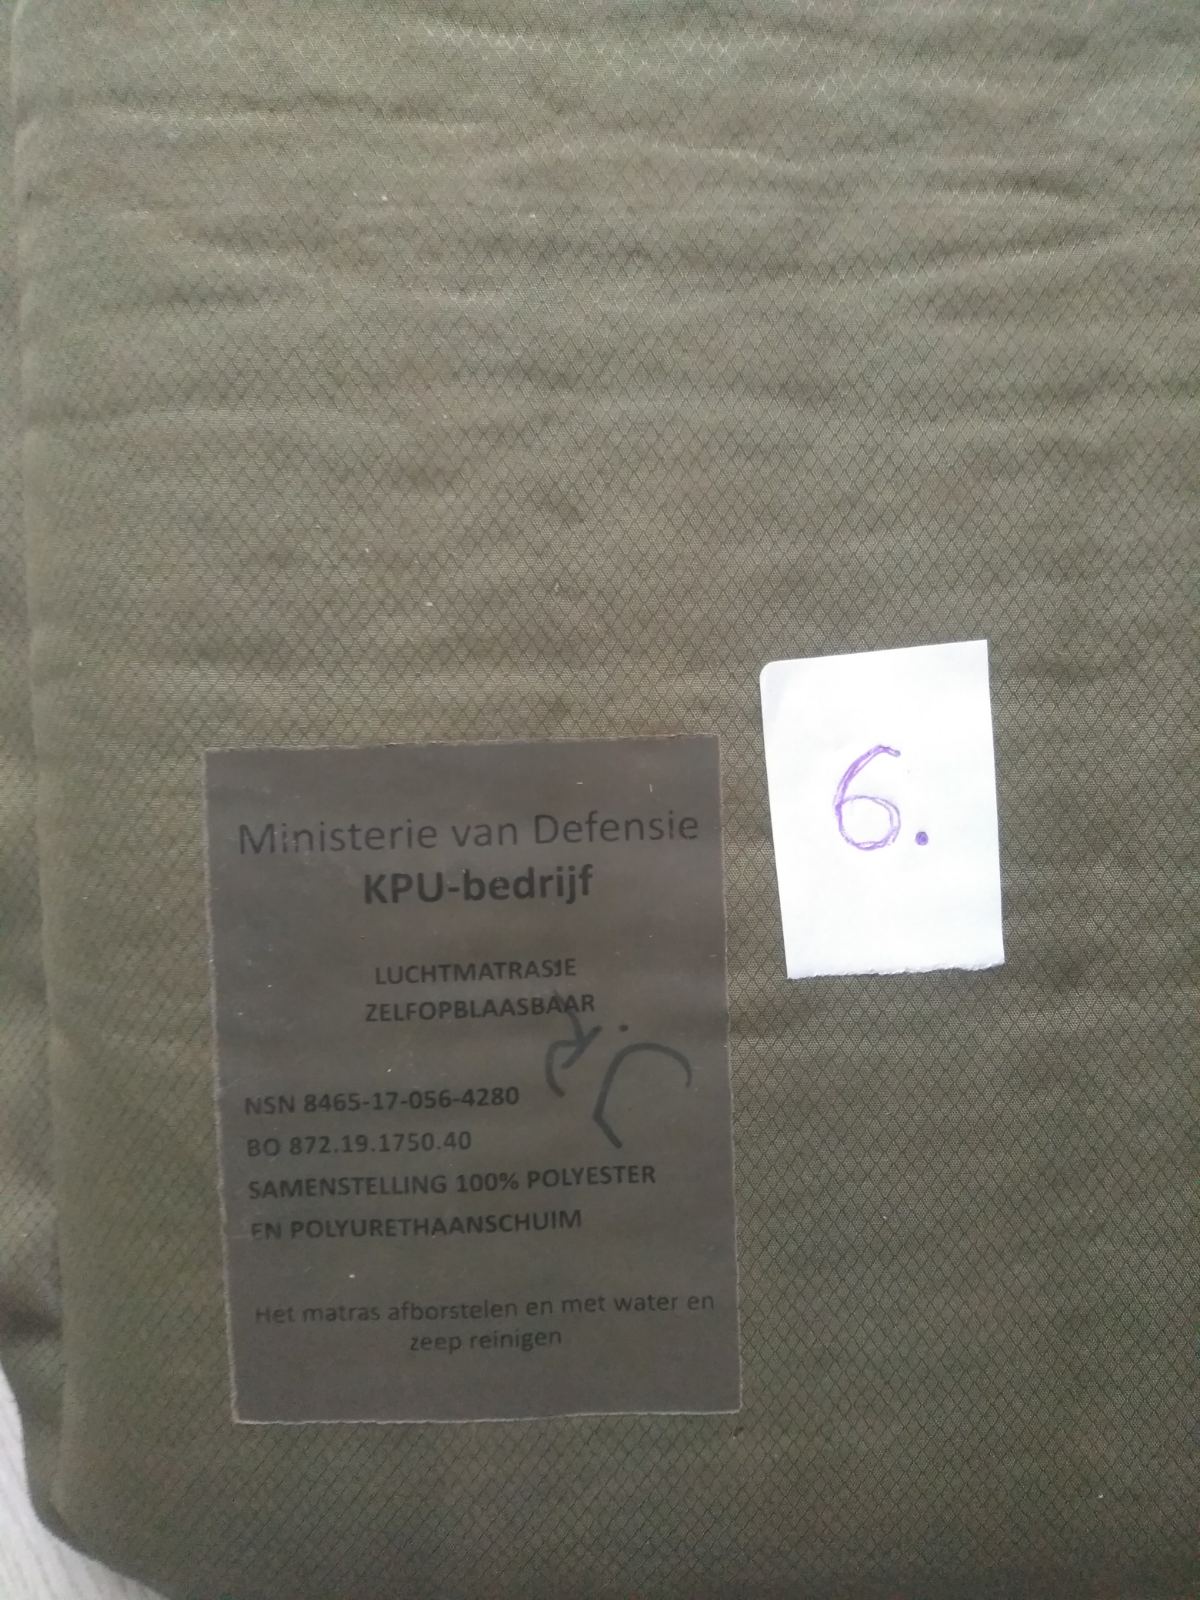 Ministerie van Defensie
KPU-bedrijf
LUCHTMATRASJE
ZELFOPBLAASBAAR
NSN 8465-17-056-4280
BO 872.19.1750.40
SAMENSTELLING 100% POLYESTER
EN POLYURETHAANSCHUIM
Het matras afborstelen en met water en
zeep reinigen
6.